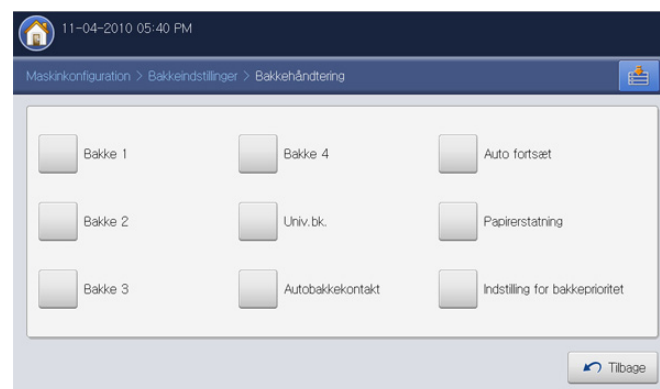 11-04-2010 05:40 PM
Maskinkonfiguration > Bakkeindstillinger > Bakkehåndtering
Bakke 1
Bakke 4
Auto fortsæt
Bakke 2
Univ.bk.
Papirerstatning
Bakke 3
Autobakkekontakt
Indstilling for bakkeprioritet
Tilbage